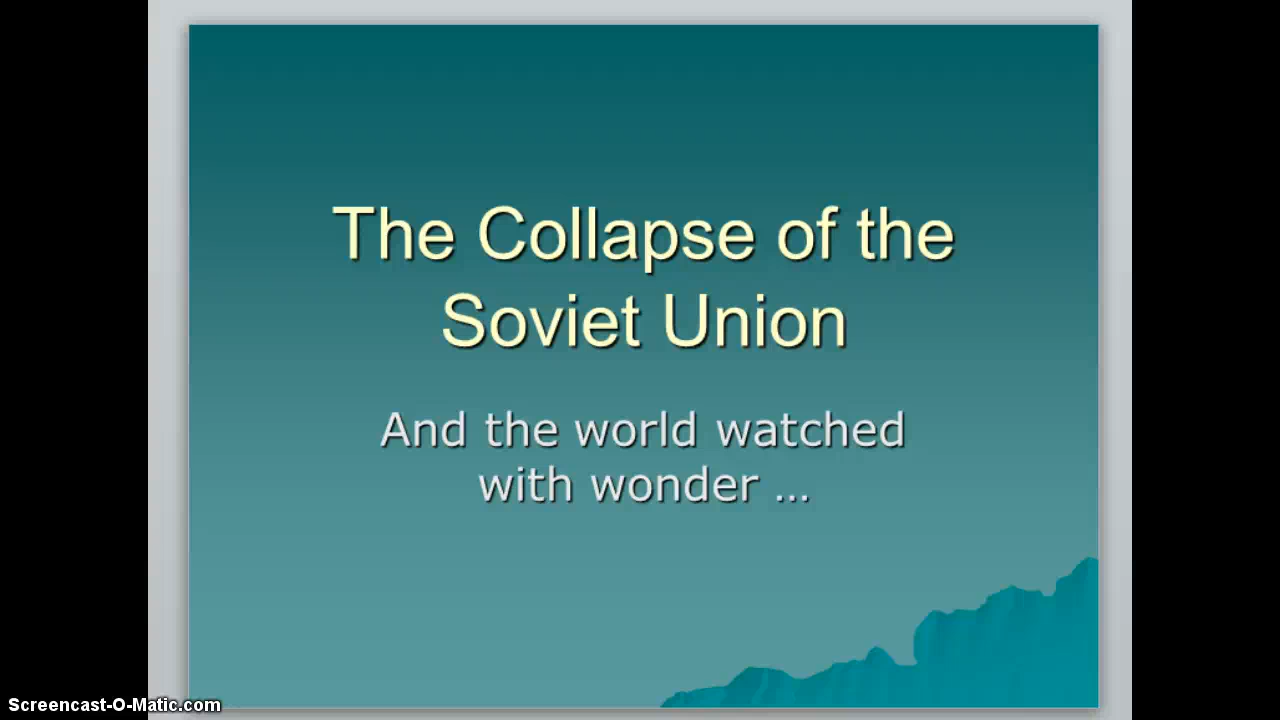 The Collapse of the
Soviet Union
And the world watched
with wonder …
Screencast-O-Matic.com